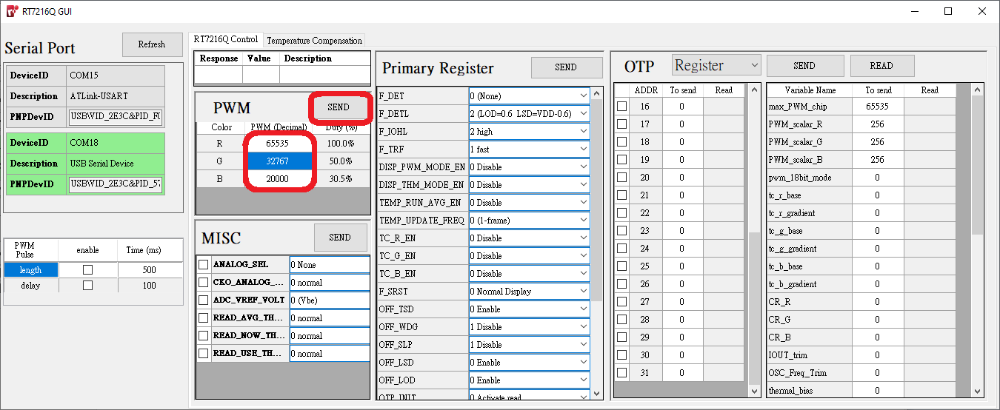 RT7216Q GUI
Serial Port
Refresh
DeviceID COM15
Description ATLink-USART
PNPDevID USB\VID_2E3C&PID_F0
DeviceID COM18
Description USB Serial Device
PNPDevID USB\VID_2E3C&PID_57
PWM Pulse enable Time (ms)
length 500
delay 100
RT7216Q Control Temperature Compensation
Response Value Description
PWM SEND
Color PWM (Decimal) Duty (%)
R 65535 100.0%
G 32767 50.0%
B 20000 30.5%
MISC SEND
ANALOG_SEL 0 None
CKO_ANALOG_... 0 normal
ADC_VREF_VOLT 0 (Vbe)
READ_AVG_TH... 0 normal
READ_NOW_TH... 0 normal
READ_USE_TH... 0 normal
Primary Register SEND
F_DET 0 (None)
F_DETL 2 (LOD=0.6 LSD=VDD-0.6)
F_IOHL 2 high
F_TRF 1 fast
DISP_PWM_MODE_EN 0 Disable
DISP_THM_MODE_EN 0 Disable
TEMP_RUN_AVG_EN 0 Disable
TEMP_UPDATE_FREQ 0 (1-frame)
TC_R_EN 0 Disable
TC_G_EN 0 Disable
TC_B_EN 0 Disable
F_SRST 0 Normal Display
OFF_TSD 0 Enable
OFF_WDG 1 Disable
OFF_SLP 1 Disable
OFF_LSD 0 Enable
OFF_LOD 0 Enable
OTP_INIT 0 Activate read
OTP Register SEND READ
ADDR To send Read
16 0
17 0
18 0
19 0
20 0
21 0
22 0
23 0
24 0
25 0
26 0
27 0
28 0
29 0
30 0
31 0
Variable Name To send Read
max_PWM_chip 65535
PWM_scalar_R 256
PWM_scalar_G 256
PWM_scalar_B 256
pwm_18bit_mode 0
tc_r_base 0
tc_r_gradient 0
tc_g_base 0
tc_g_gradient 0
tc_b_base 0
tc_b_gradient 0
CR_R 0
CR_G 0
CR_B 0
IOUT_trim 0
OSC_Freq_Trim 0
thermal_bias 0